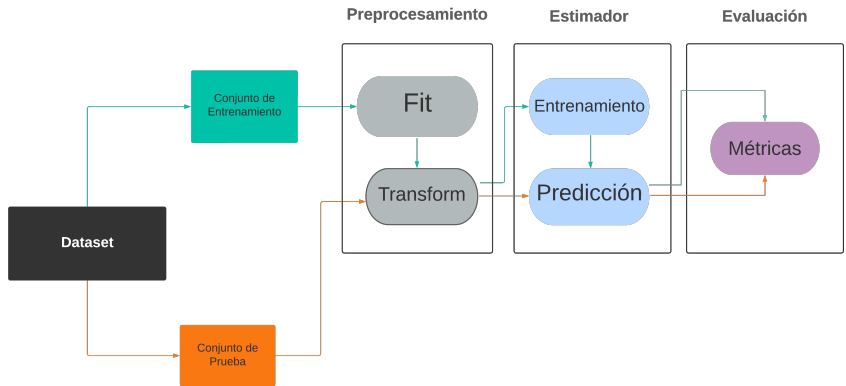 Preprocesamiento
Estimador
Evaluación
Conjunto de
Entrenamiento
Fit
Entrenamiento
Métricas
Transform
Predicción
Dataset
Conjunto de
Prueba